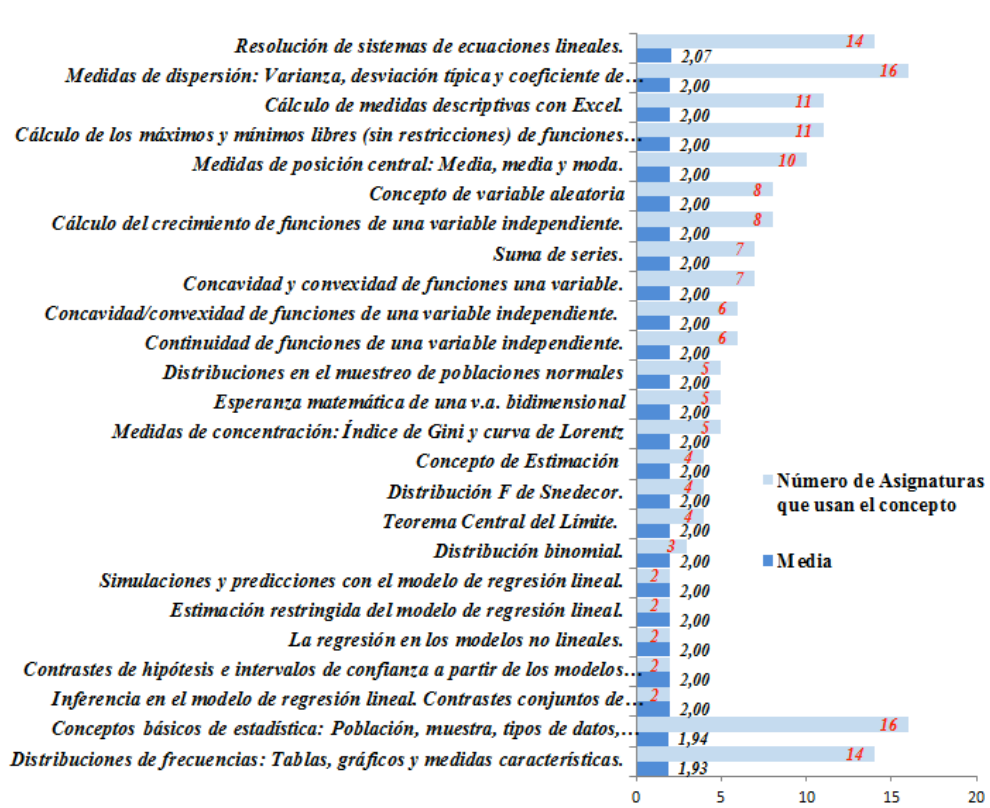 Resolución de sistemas de ecuaciones lineales.
14
2,07
Medidas de dispersión: Varianza, desviación típica y coeficiente de...
16
2,00
Cálculo de medidas descriptivas con Excel.
11
2,00
Cálculo de los máximos y mínimos libres (sin restricciones) de funciones...
11
2,00
Medidas de posición central: Media, media y moda.
10
2,00
Concepto de variable aleatoria
8
2,00
Cálculo del crecimiento de funciones de una variable independiente.
8
2,00
Suma de series.
7
2,00
Concavidad y convexidad de funciones una variable.
7
2,00
Concavidad/convexidad de funciones de una variable independiente.
6
2,00
Continuidad de funciones de una variable independiente.
6
2,00
Distribuciones en el muestreo de poblaciones normales
5
2,00
Esperanza matemática de una v.a. bidimensional
5
2,00
Medidas de concentración: Índice de Gini y curva de Lorentz
5
2,00
Concepto de Estimación
4
2,00
Distribución F de Snedecor.
4
2,00
Teorema Central del Límite.
4
2,00
Distribución binomial.
3
2,00
Simulaciones y predicciones con el modelo de regresión lineal.
2
2,00
Estimación restringida del modelo de regresión lineal.
2
2,00
La regresión en los modelos no lineales.
2
2,00
Contrastes de hipótesis e intervalos de confianza a partir de los modelos...
2
2,00
Inferencia en el modelo de regresión lineal. Contrastes conjuntos de...
2
2,00
Conceptos básicos de estadística: Población, muestra, tipos de datos,...
16
1,94
Distribuciones de frecuencias: Tablas, gráficos y medidas características.
14
1,93
Número de Asignaturas
que usan el concepto
Media
0 5 10 15 20